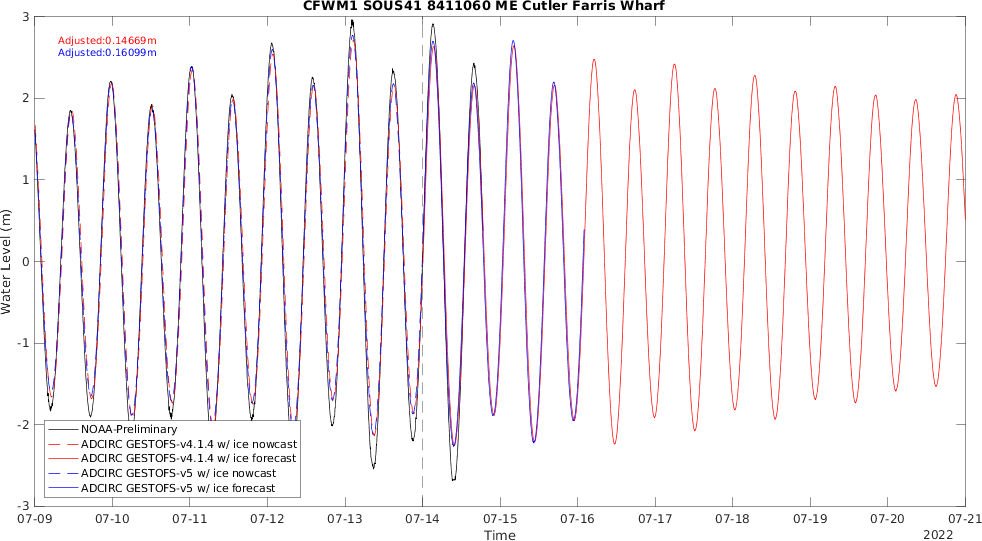 CFWM1 SOUS41 8411060 ME Cutler Farris Wharf
Adjusted:0.14669m
Adjusted:0.16099m
3
2
1
0
-1
-2
-3
Water Level (m)
NOAA-Preliminary
ADCIRC GESTOFS-v4.1.4 w/ ice nowcast
ADCIRC GESTOFS-v4.1.4 w/ ice forecast
ADCIRC GESTOFS-v5 w/ ice nowcast
ADCIRC GESTOFS-v5 w/ ice forecast
07-09 07-10 07-11 07-12 07-13 07-14 07-15 07-16 07-17 07-18 07-19 07-20 07-21
Time
2022